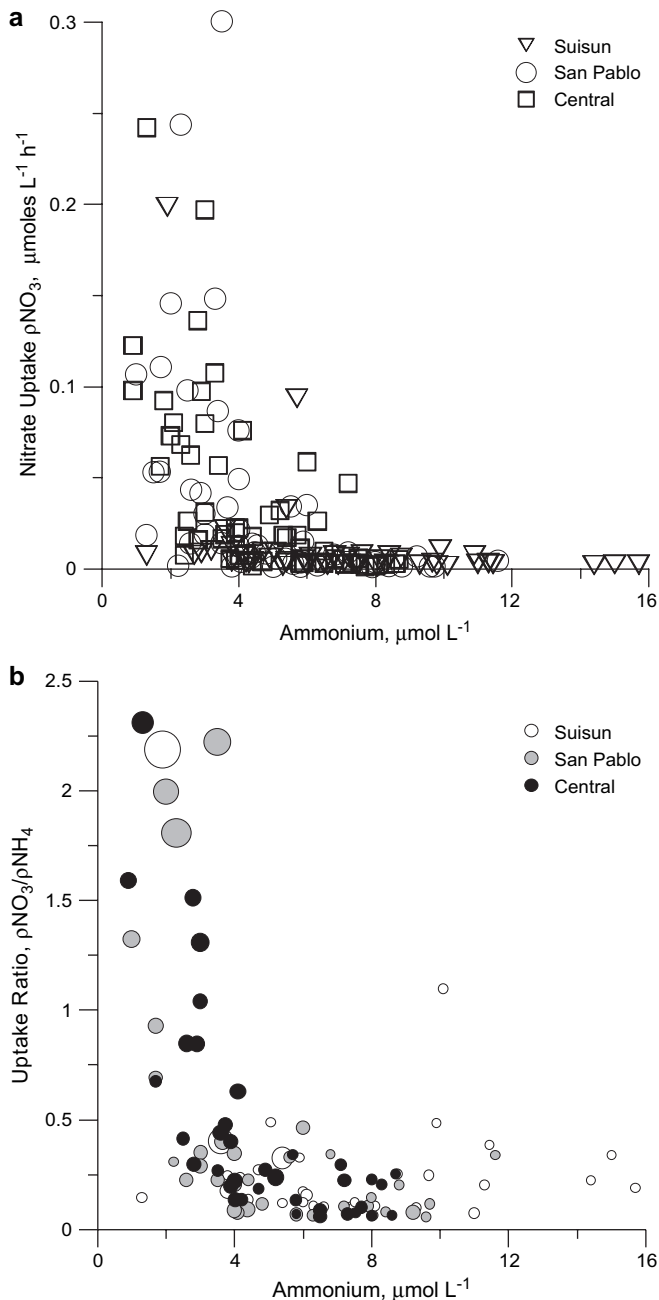 a
0.3
0.2
0.1
0
Nitrate Uptake ρNO₃, μmoles L⁻¹ h⁻¹
Suisun
San Pablo
Central
0 4 8 12 16
Ammonium, μmol L⁻¹
b
2.5
2
1.5
1
0.5
0
Uptake Ratio, ρNO₃/ρNH₄
Suisun
San Pablo
Central
0 4 8 12 16
Ammonium, μmol L⁻¹